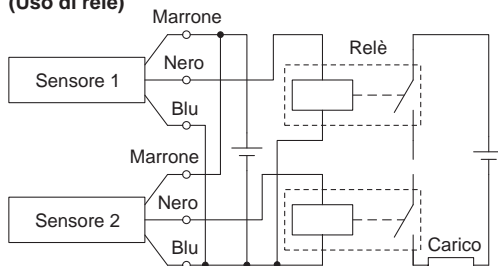 (Uso di relè)
Marrone
Nero
Relè
Sensore 1
Blu
Marrone
Nero
Sensore 2
Blu
Carico